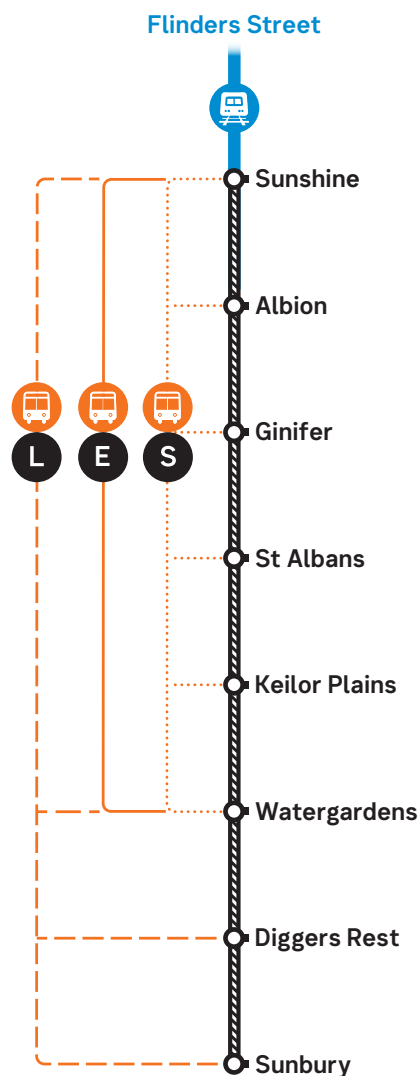 Flinders Street
Sunshine
Albion
Ginifer
L E S
St Albans
Keilor Plains
Watergardens
Diggers Rest
Sunbury